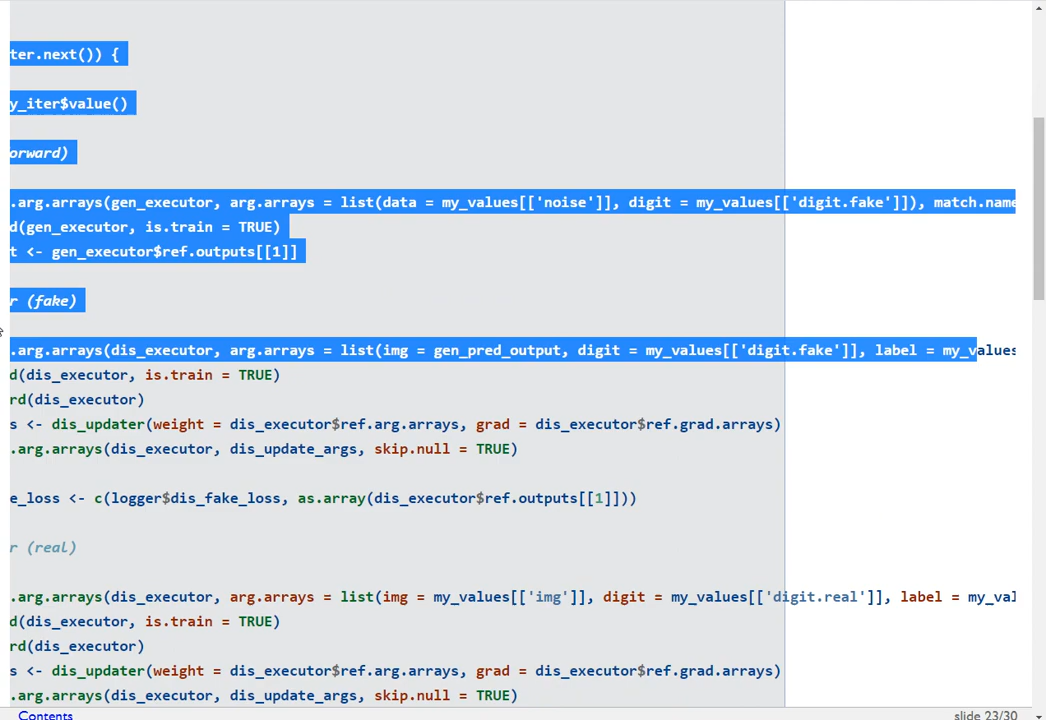 ter.next()) {
y_iter$value()
orward)
.arg.arrays(gen_executor, arg.arrays = list(data = my_values[['noise']], digit = my_values[['digit.fake']]), match.name
d(gen_executor, is.train = TRUE)
t <- gen_executor$ref.outputs[[1]]
r (fake)
.arg.arrays(dis_executor, arg.arrays = list(img = gen_pred_output, digit = my_values[['digit.fake']], label = my_values
d(dis_executor, is.train = TRUE)
rd(dis_executor)
s <- dis_updater(weight = dis_executor$ref.arg.arrays, grad = dis_executor$ref.grad.arrays)
.arg.arrays(dis_executor, dis_update_args, skip.null = TRUE)
e_loss <- c(logger$dis_fake_loss, as.array(dis_executor$ref.outputs[[1]]))
r (real)
.arg.arrays(dis_executor, arg.arrays = list(img = my_values[['img']], digit = my_values[['digit.real']], label = my_val
d(dis_executor, is.train = TRUE)
rd(dis_executor)
s <- dis_updater(weight = dis_executor$ref.arg.arrays, grad = dis_executor$ref.grad.arrays)
.arg.arrays(dis_executor, dis_update_args, skip.null = TRUE)
Contents slide 23/30